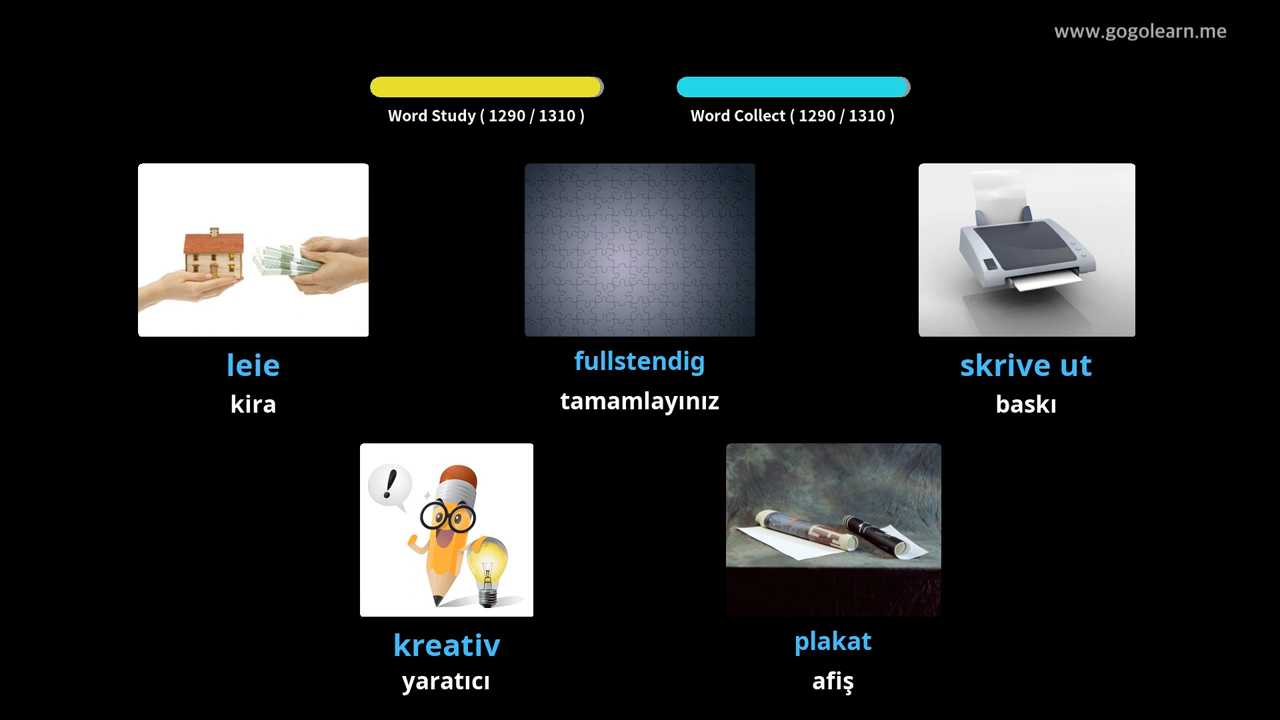 www.gogolearn.me
Word Study ( 1290 / 1310 )
Word Collect ( 1290 / 1310 )
leie
kira
fullstendig
tamamlayınız
skrive ut
baskı
!
kreativ
yaratıcı
plakat
afiş